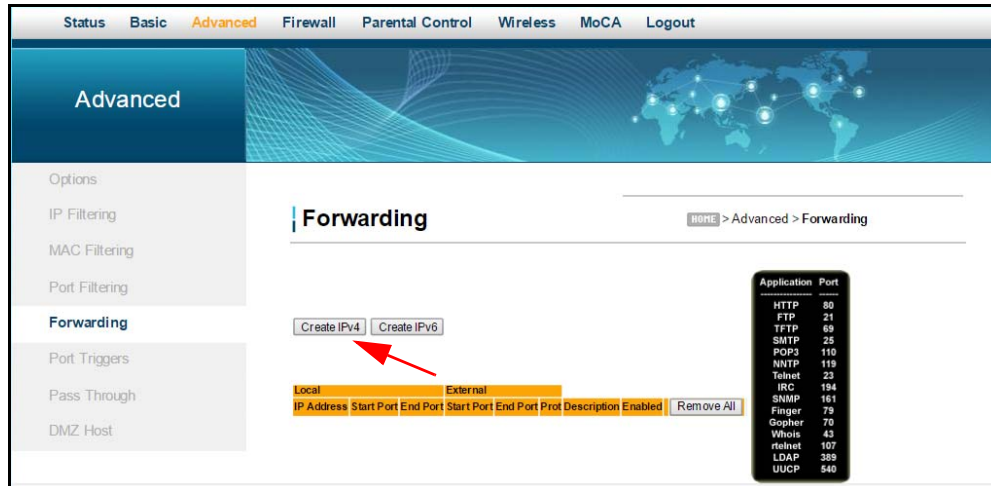 Status Basic Advanced Firewall Parental Control Wireless MoCA Logout
Advanced
Options
IP Filtering
MAC Filtering
Port Filtering
Forwarding
Port Triggers
Pass Through
DMZ Host
Forwarding
HOME > Advanced > Forwarding
Create IPv4 Create IPv6
Local External
IP Address Start Port End Port Start Port End Port Prot Description Enabled Remove All
Application Port
---------------- ------
HTTP 80
FTP 21
TFTP 69
SMTP 25
POP3 110
NNTP 119
Telnet 23
IRC 194
SNMP 161
Finger 79
Gopher 70
Whois 43
rtelnet 107
LDAP 389
UUCP 540